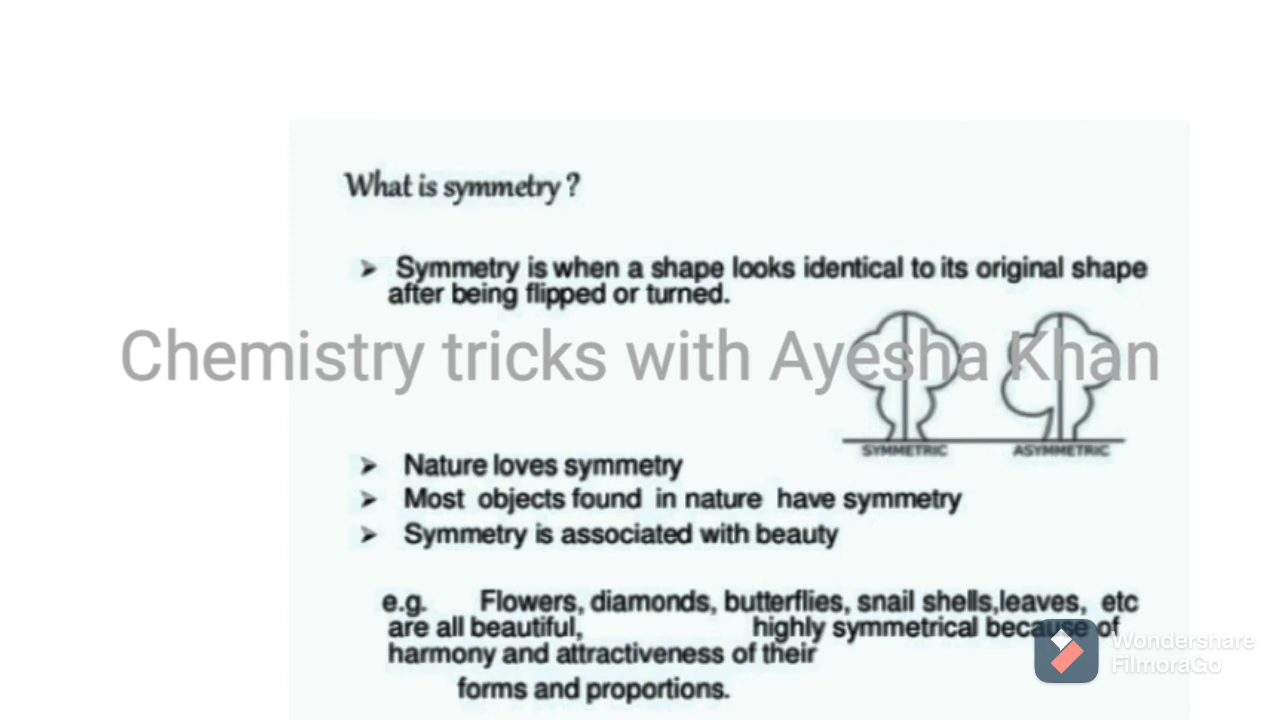 What is symmetry ?
➢ Symmetry is when a shape looks identical to its original shape
after being flipped or turned.
Chemistry tricks with Ayesha Khan
SYMMETRIC ASYMMETRIC
➢ Nature loves symmetry
➢ Most objects found in nature have symmetry
➢ Symmetry is associated with beauty
e.g. Flowers, diamonds, butterflies, snail shells,leaves, etc
are all beautiful, highly symmetrical because of
harmony and attractiveness of their
forms and proportions.
Wondershare
FilmoraGo